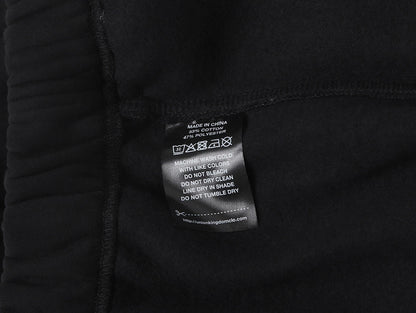 MADE IN CHINA
53% COTTON
47% POLYESTER
30
MACHINE WASH COLD
WITH LIKE COLORS
DO NOT BLEACH
DO NOT DRY CLEAN
LINE DRY IN SHADE
DO NOT TUMBLE DRY